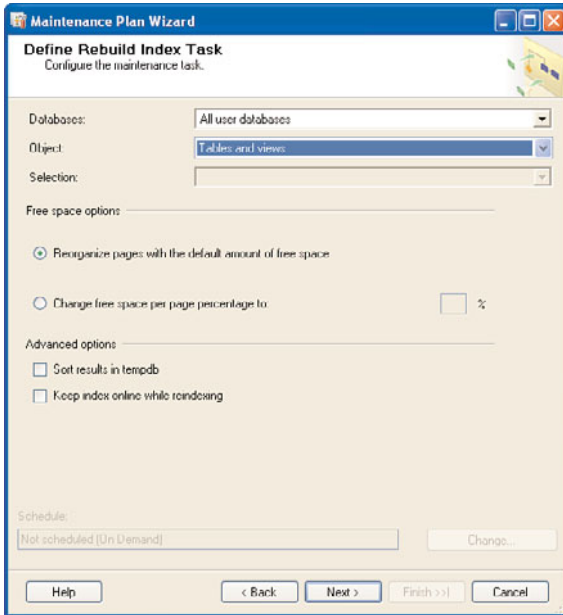 Maintenance Plan Wizard
Define Rebuild Index Task
Configure the maintenance task.
Databases: All user databases
Object: Tables and views
Selection:
Free space options
Reorganize pages with the default amount of free space
Change free space per page percentage to: %
Advanced options
Sort results in tempdb
Keep index online while reindexing
Schedule:
Not scheduled (On Demand) Change...
Help < Back Next > Finish >>| Cancel